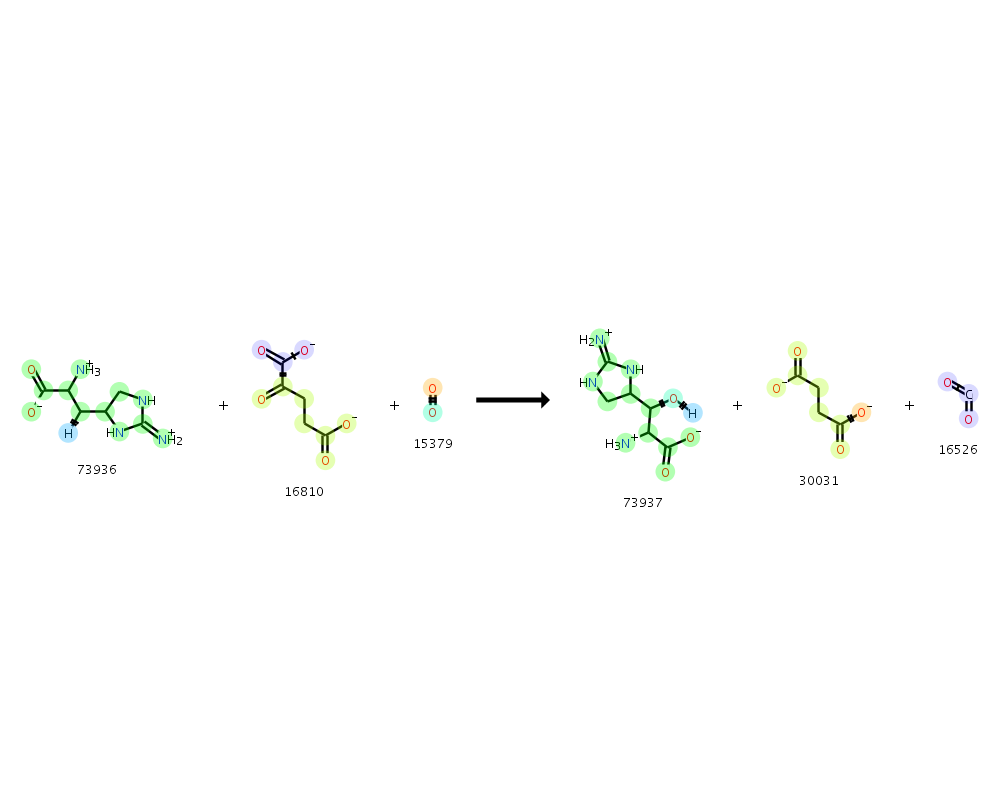 O NH3+ O− H HN NH NH2+
73936
+
O O− O O− O
16810
+
O O
15379
H2N+ NH HN O H H3N+ O− O
73937
+
O O− O− O
30031
+
O C O
16526